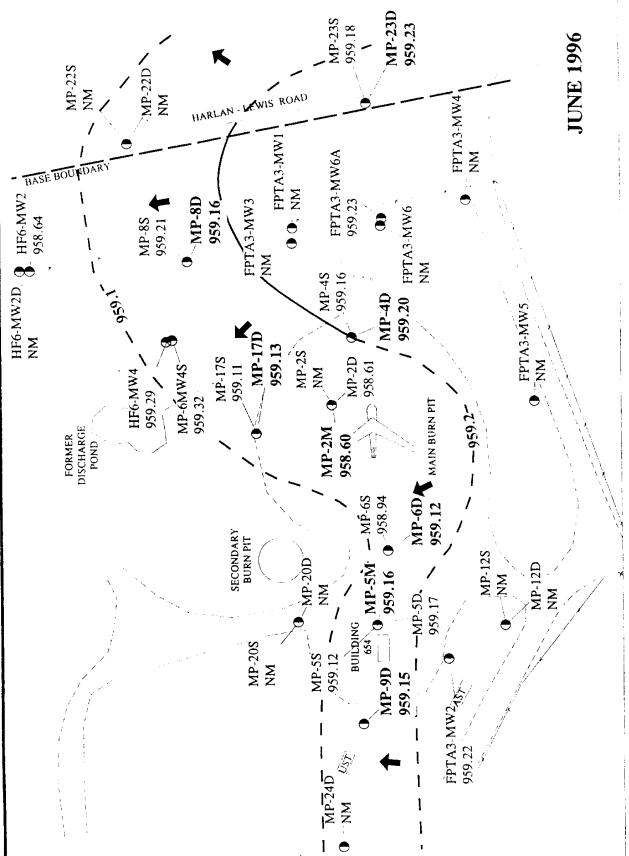 HF6-MW2D
NM
HF6-MW2
958.64
BASE BOUNDARY
MP-22S
NM
MP-22D
NM
HARLAN - LEWIS ROAD
MP-23S
959.18
MP-23D
959.23
JUNE 1996
959.1
MP-8S
959.21
MP-8D
959.16
FPTA3-MW3
NM
FPTA3-MW1
NM
FPTA3-MW6A
959.23
FPTA3-MW6
NM
FPTA3-MW4
NM
FORMER
DISCHARGE
POND
HF6-MW4
959.29
MP-6MW4S
959.32
MP-17S
959.11
MP-17D
959.13
MP-4S
959.16
MP-4D
959.20
MP-2S
NM
MP-2D
958.61
MP-2M
958.60
MAIN BURN PIT
959.2
FPTA3-MW5
NM
SECONDARY
BURN PIT
MP-6S
958.94
MP-6D
959.12
MP-20D
NM
MP-20S
NM
MP-5M
959.16
MP-5S
959.12
MP-5D
959.17
BUILDING
654
MP-12S
NM
MP-12D
NM
MP-9D
959.15
FPTA3-MW2
959.22
AST
UST
MP-24D
NM